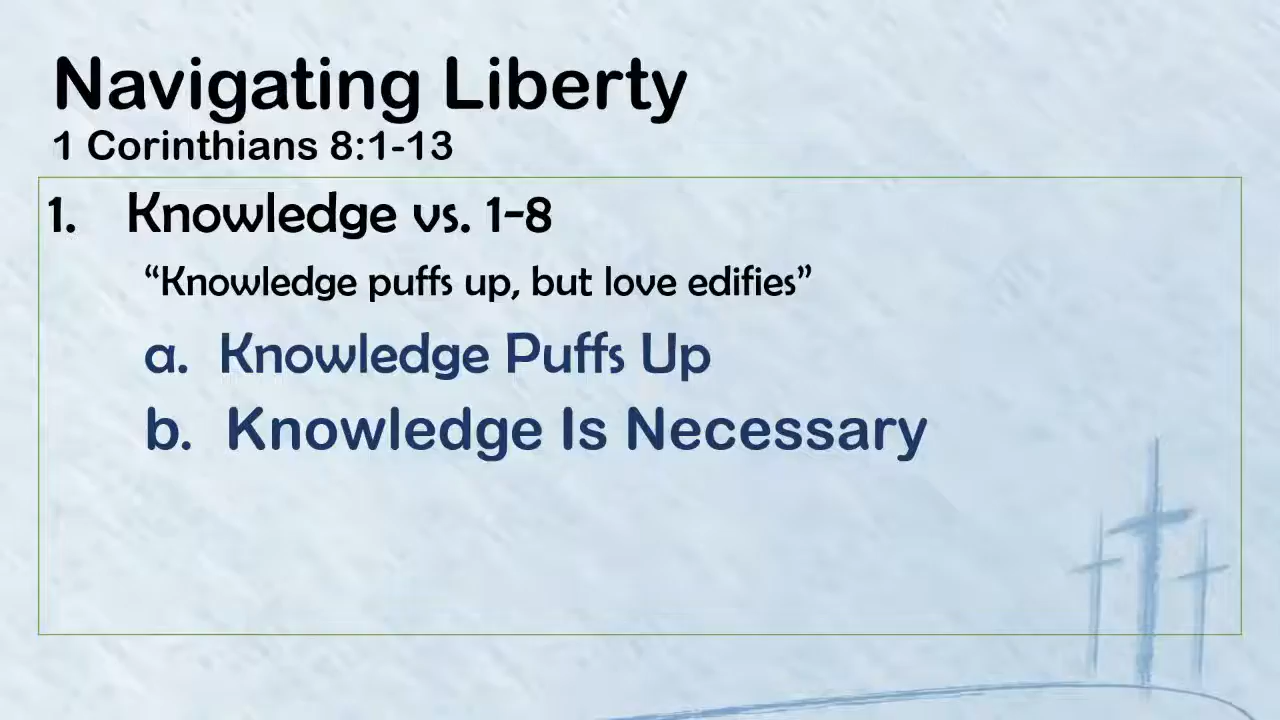 Navigating Liberty
1 Corinthians 8:1-13
1. Knowledge vs. 1-8
“Knowledge puffs up, but love edifies”
a. Knowledge Puffs Up
b. Knowledge Is Necessary